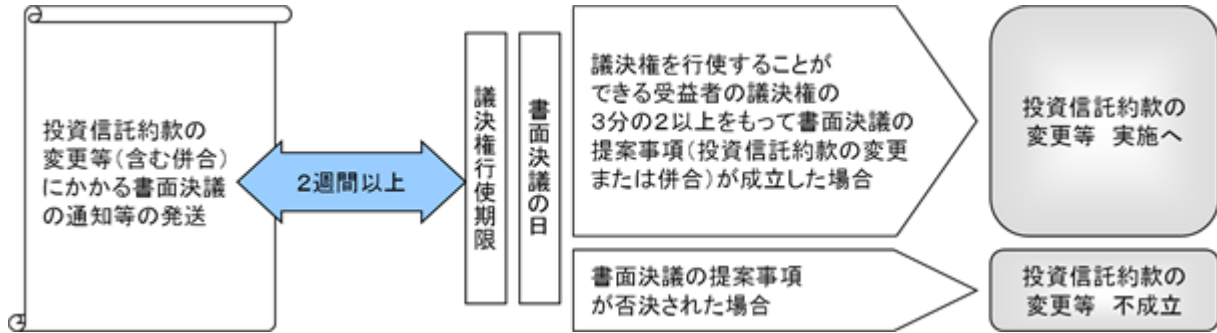 投資信託約款の
変更等(含む併合)
にかかる書面決議
の通知等の発送
2週間以上
議決権行使期限
書面決議の日
議決権を行使することが
できる受益者の議決権の
3分の2以上をもって書面決議の
提案事項(投資信託約款の変更
または併合)が成立した場合
投資信託約款の
変更等 実施へ
書面決議の提案事項
が否決された場合
投資信託約款の
変更等 不成立